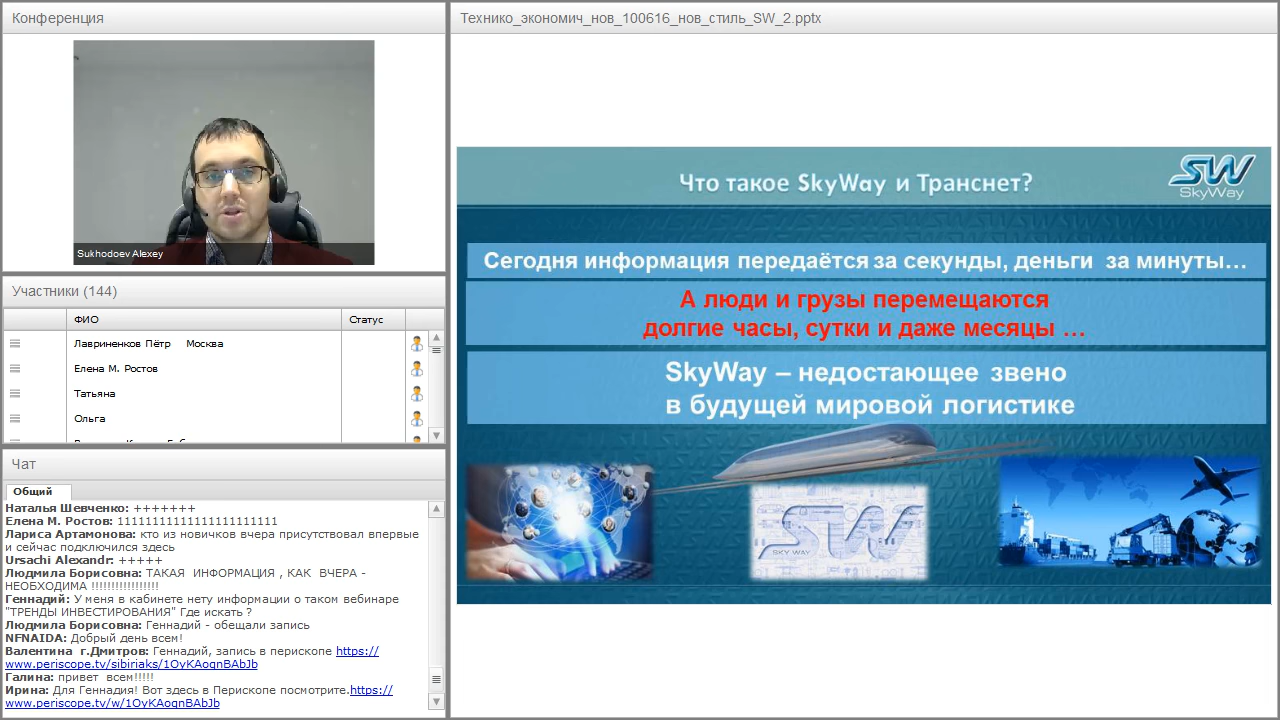 Конференция
Sukhodoev Alexey
Участники (144)
ФИО Статус
Лавриненков Пётр Москва
Елена М. Ростов
Татьяна
Ольга
Чат
Общий
Наталья Шевченко: +++++++
Елена М. Ростов: 11111111111111111111111
Лариса Артамонова: кто из новичков вчера присутствовал впервые
и сейчас подключился здесь
Ursachi Alexandr: +++++
Людмила Борисовна: ТАКАЯ ИНФОРМАЦИЯ , КАК ВЧЕРА -
НЕОБХОДИМА !!!!!!!!!!!!!!!!!
Геннадий: У меня в кабинете нету информации о таком вебинаре
"ТРЕНДЫ ИНВЕСТИРОВАНИЯ" Где искать ?
Людмила Борисовна: Геннадий - обещали запись
NFNAIDA: Добрый день всем!
Валентина г.Дмитров: Геннадий, запись в перископе https://
www.periscope.tv/sibiriaks/1OyKAoqnBAbJb
Галина: привет всем!!!!!
Ирина: Для Геннадия! Вот здесь в Перископе посмотрите.https://
www.periscope.tv/w/1OyKAoqnBAbJb
Технико_экономич_нов_100616_нов_стиль_SW_2.pptx
Что такое SkyWay и Транснет?
SW
SkyWay
Сегодня информация передаётся за секунды, деньги за минуты…
А люди и грузы перемещаются
долгие часы, сутки и даже месяцы …
SkyWay – недостающее звено
в будущей мировой логистике
SW
SKY WAY